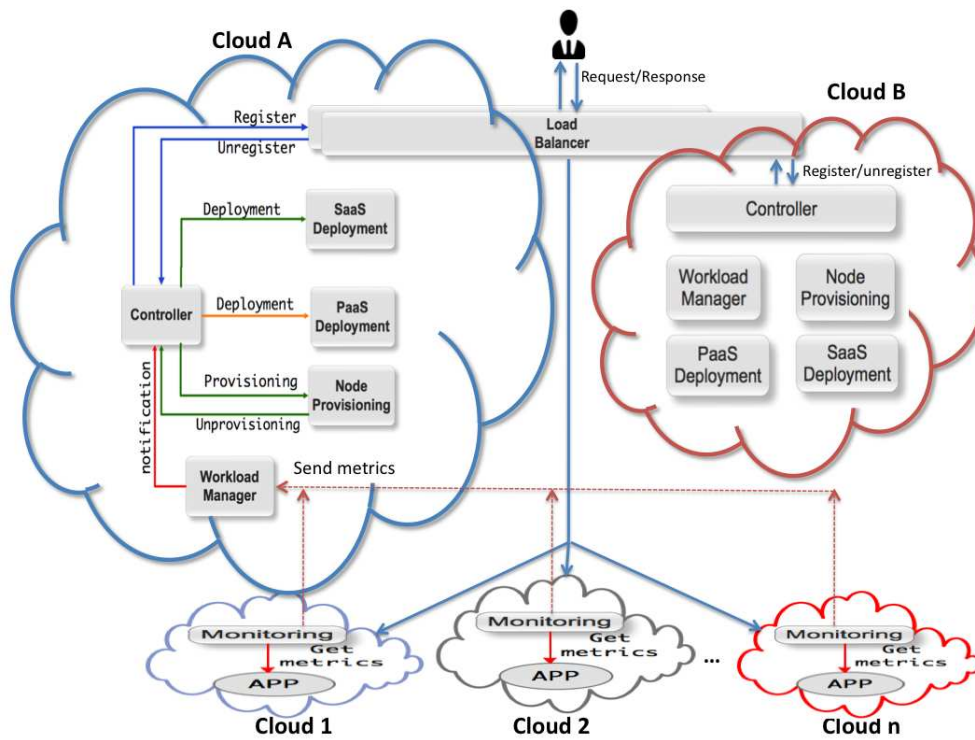 Cloud A
Request/Response
Cloud B
Register
Unregister
Load
Balancer
Register/unregister
Controller
Deployment
SaaS
Deployment
Workload
Manager
Node
Provisioning
Controller
Deployment
PaaS
Deployment
PaaS
Deployment
SaaS
Deployment
Provisioning
Node
Provisioning
Unprovisioning
notification
Workload
Manager
Send metrics
Monitoring
Get
metrics
APP
Cloud 1
Monitoring
Get
metrics
APP
Cloud 2
...
Monitoring
Get
metrics
APP
Cloud n